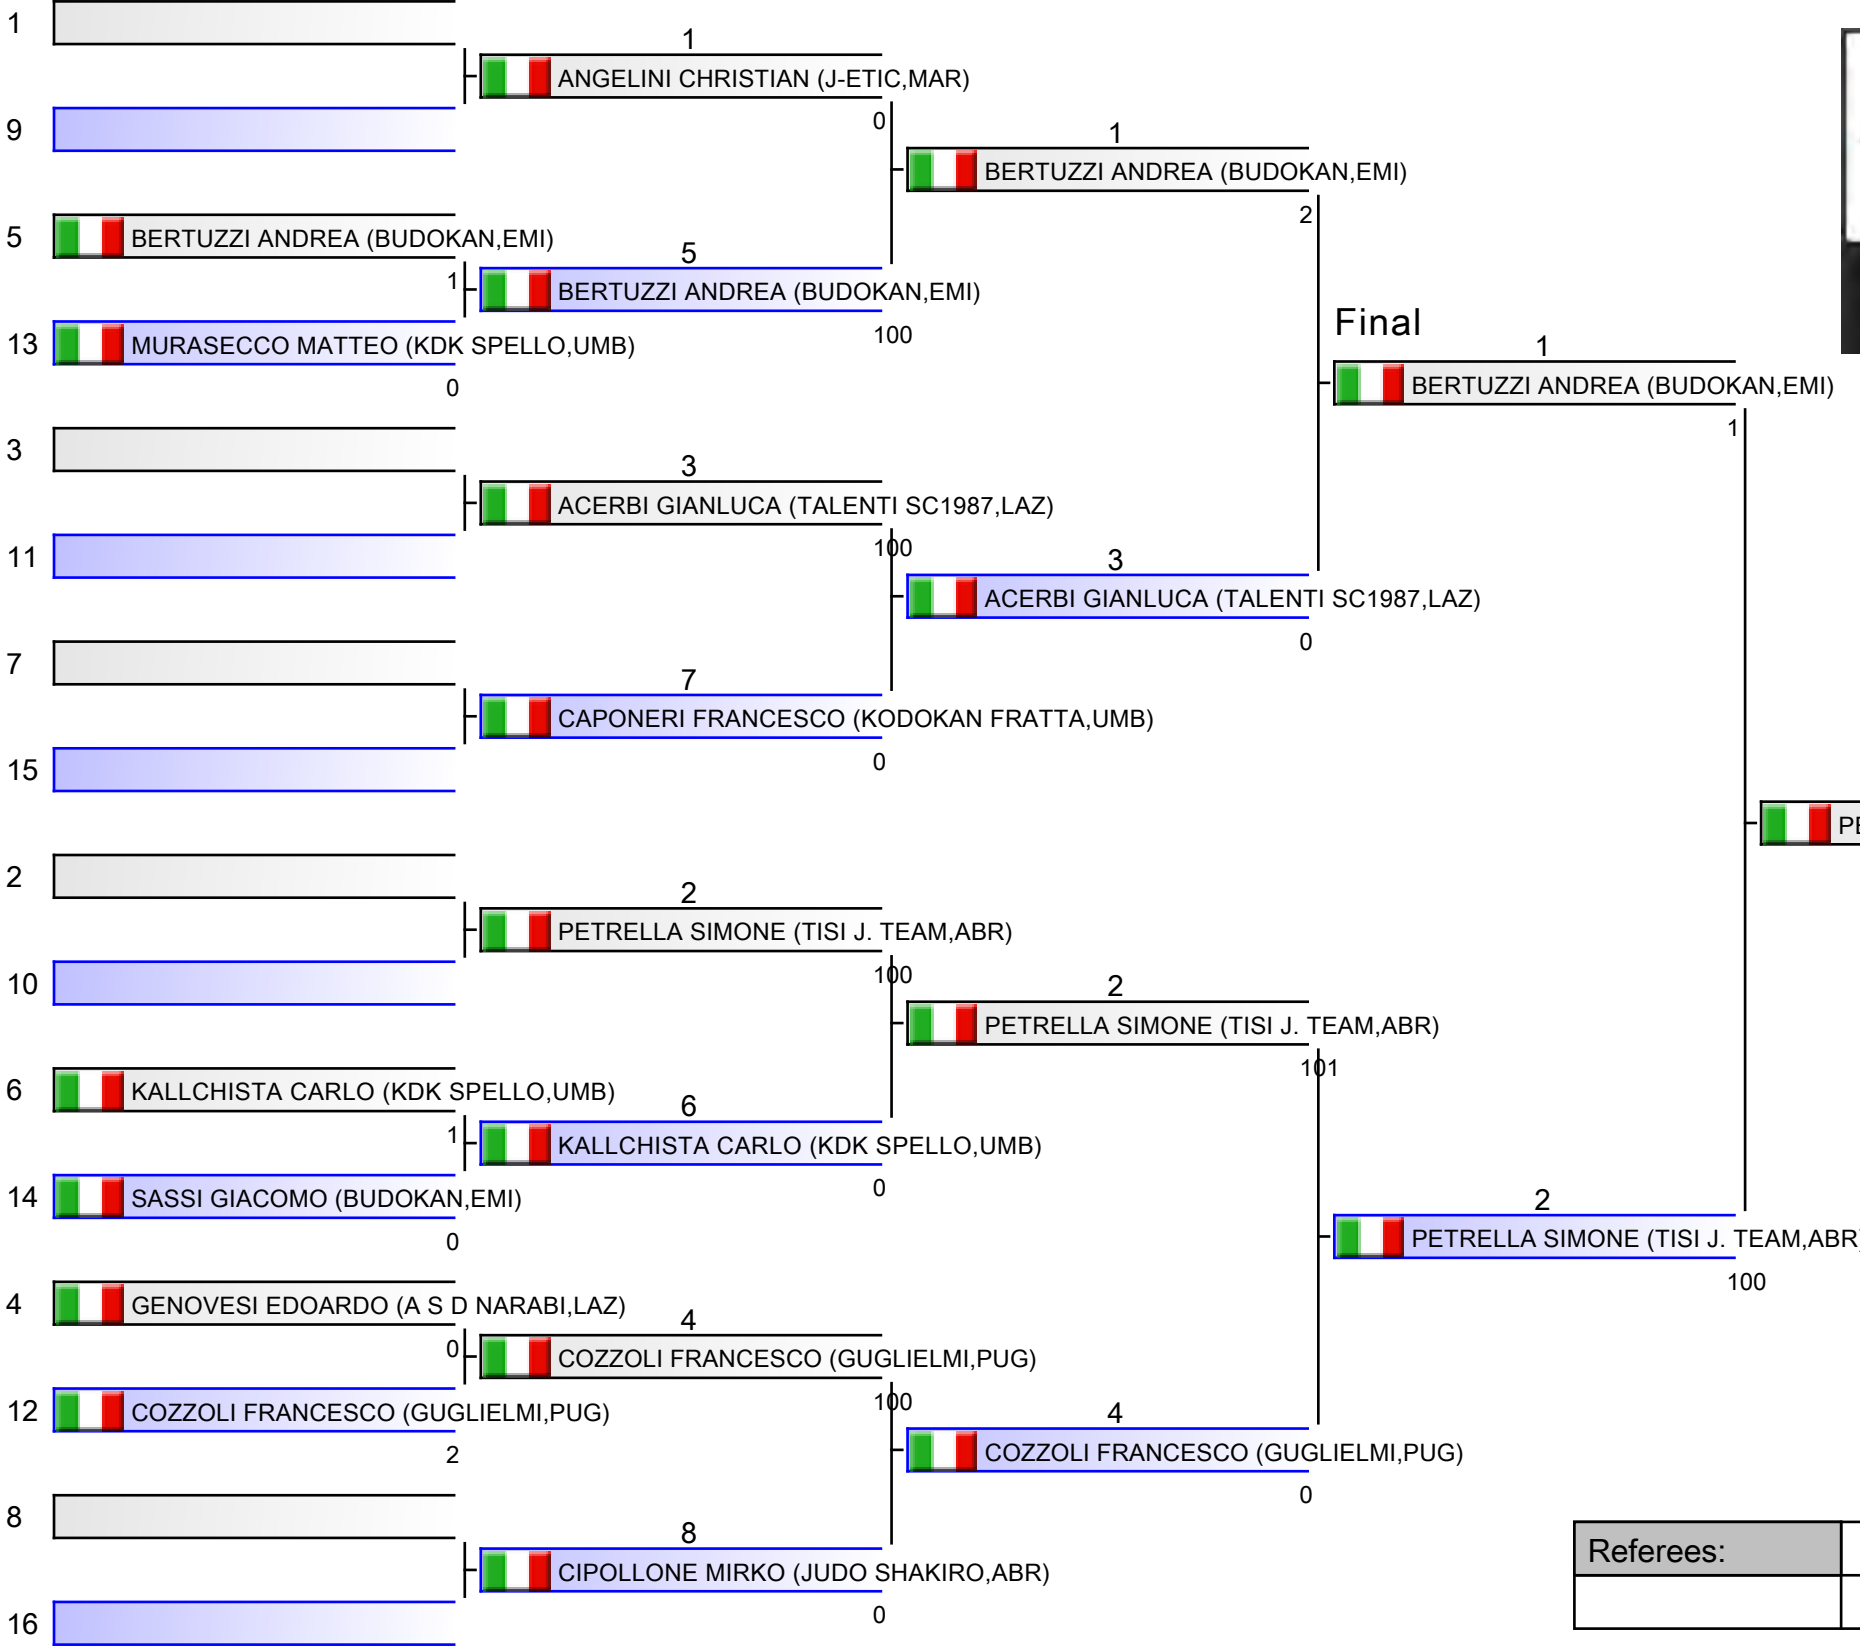 1
9
5 BERTUZZI ANDREA (BUDOKAN,EMI)
1
13 MURASECCO MATTEO (KDK SPELLO,UMB)
0
3
11
7
15
2
10
6 KALLCHISTA CARLO (KDK SPELLO,UMB)
1
14 SASSI GIACOMO (BUDOKAN,EMI)
0
4 GENOVESI EDOARDO (A S D NARABI,LAZ)
0
12 COZZOLI FRANCESCO (GUGLIELMI,PUG)
2
8
16
1
ANGELINI CHRISTIAN (J-ETIC,MAR)
0
5
BERTUZZI ANDREA (BUDOKAN,EMI)
100
3
ACERBI GIANLUCA (TALENTI SC1987,LAZ)
100
7
CAPONERI FRANCESCO (KODOKAN FRATTA,UMB)
0
2
PETRELLA SIMONE (TISI J. TEAM,ABR)
100
6
KALLCHISTA CARLO (KDK SPELLO,UMB)
0
4
COZZOLI FRANCESCO (GUGLIELMI,PUG)
100
8
CIPOLLONE MIRKO (JUDO SHAKIRO,ABR)
0
1
BERTUZZI ANDREA (BUDOKAN,EMI)
2
3
ACERBI GIANLUCA (TALENTI SC1987,LAZ)
0
2
PETRELLA SIMONE (TISI J. TEAM,ABR)
101
4
COZZOLI FRANCESCO (GUGLIELMI,PUG)
0
Final
1
BERTUZZI ANDREA (BUDOKAN,EMI)
1
2
PETRELLA SIMONE (TISI J. TEAM,ABR)
100
Referees: